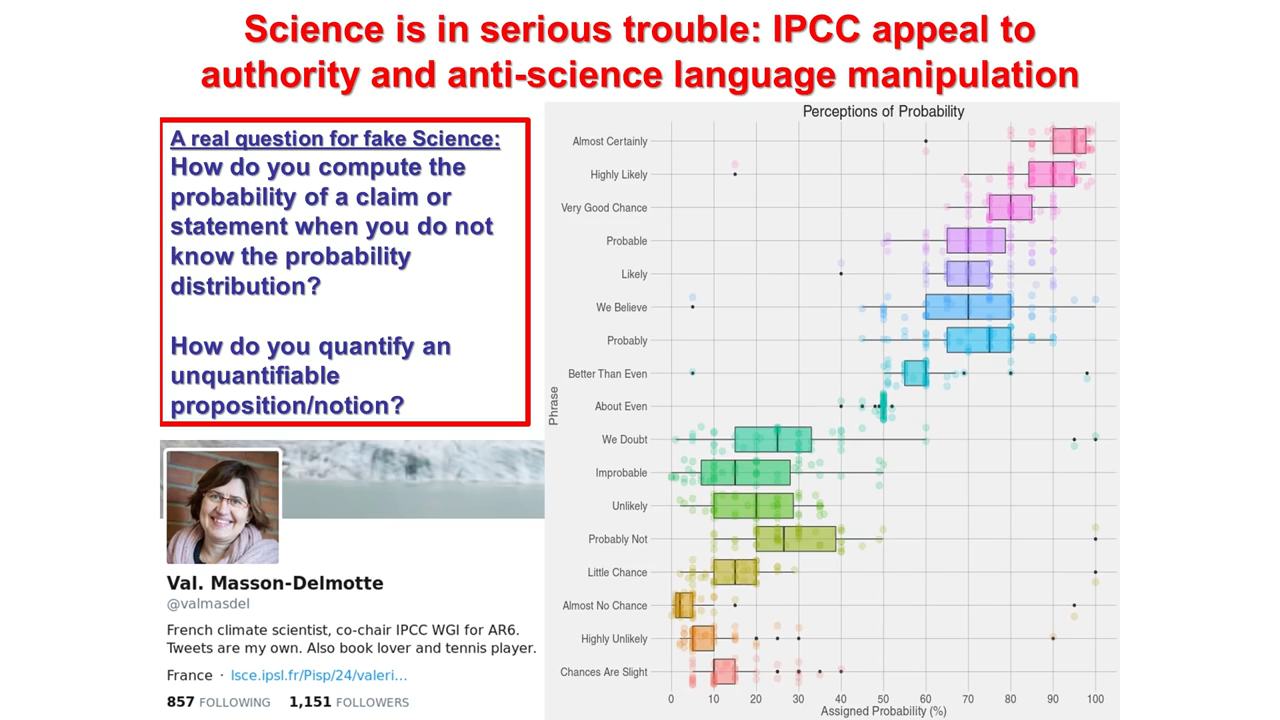 Science is in serious trouble: IPCC appeal to
authority and anti-science language manipulation
A real question for fake Science:
How do you compute the
probability of a claim or
statement when you do not
know the probability
distribution?
How do you quantify an
unquantifiable
proposition/notion?
Val. Masson-Delmotte
@valmasdel
French climate scientist, co-chair IPCC WGI for AR6.
Tweets are my own. Also book lover and tennis player.
France · lsce.ipsl.fr/Pisp/24/valeri...
857 FOLLOWING 1,151 FOLLOWERS
Perceptions of Probability
Phrase
Almost Certainly
Highly Likely
Very Good Chance
Probable
Likely
We Believe
Probably
Better Than Even
About Even
We Doubt
Improbable
Unlikely
Probably Not
Little Chance
Almost No Chance
Highly Unlikely
Chances Are Slight
0 10 20 30 40 50 60 70 80 90 100
Assigned Probability (%)